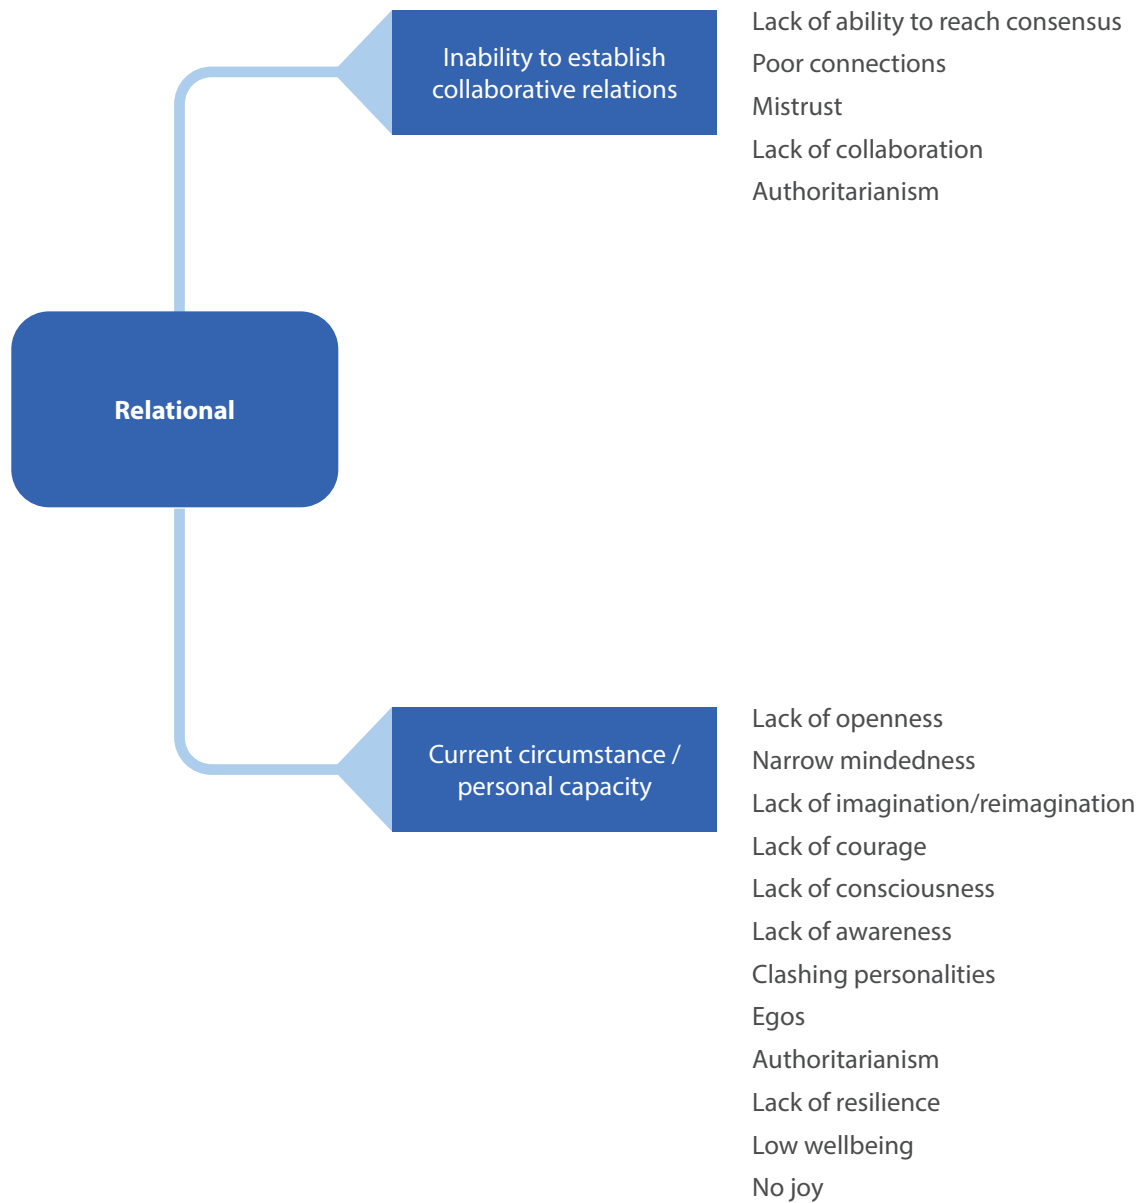 Inability to establish
collaborative relations
Lack of ability to reach consensus
Poor connections
Mistrust
Lack of collaboration
Authoritarianism
Relational
Current circumstance /
personal capacity
Lack of openness
Narrow mindedness
Lack of imagination/reimagination
Lack of courage
Lack of consciousness
Lack of awareness
Clashing personalities
Egos
Authoritarianism
Lack of resilience
Low wellbeing
No joy